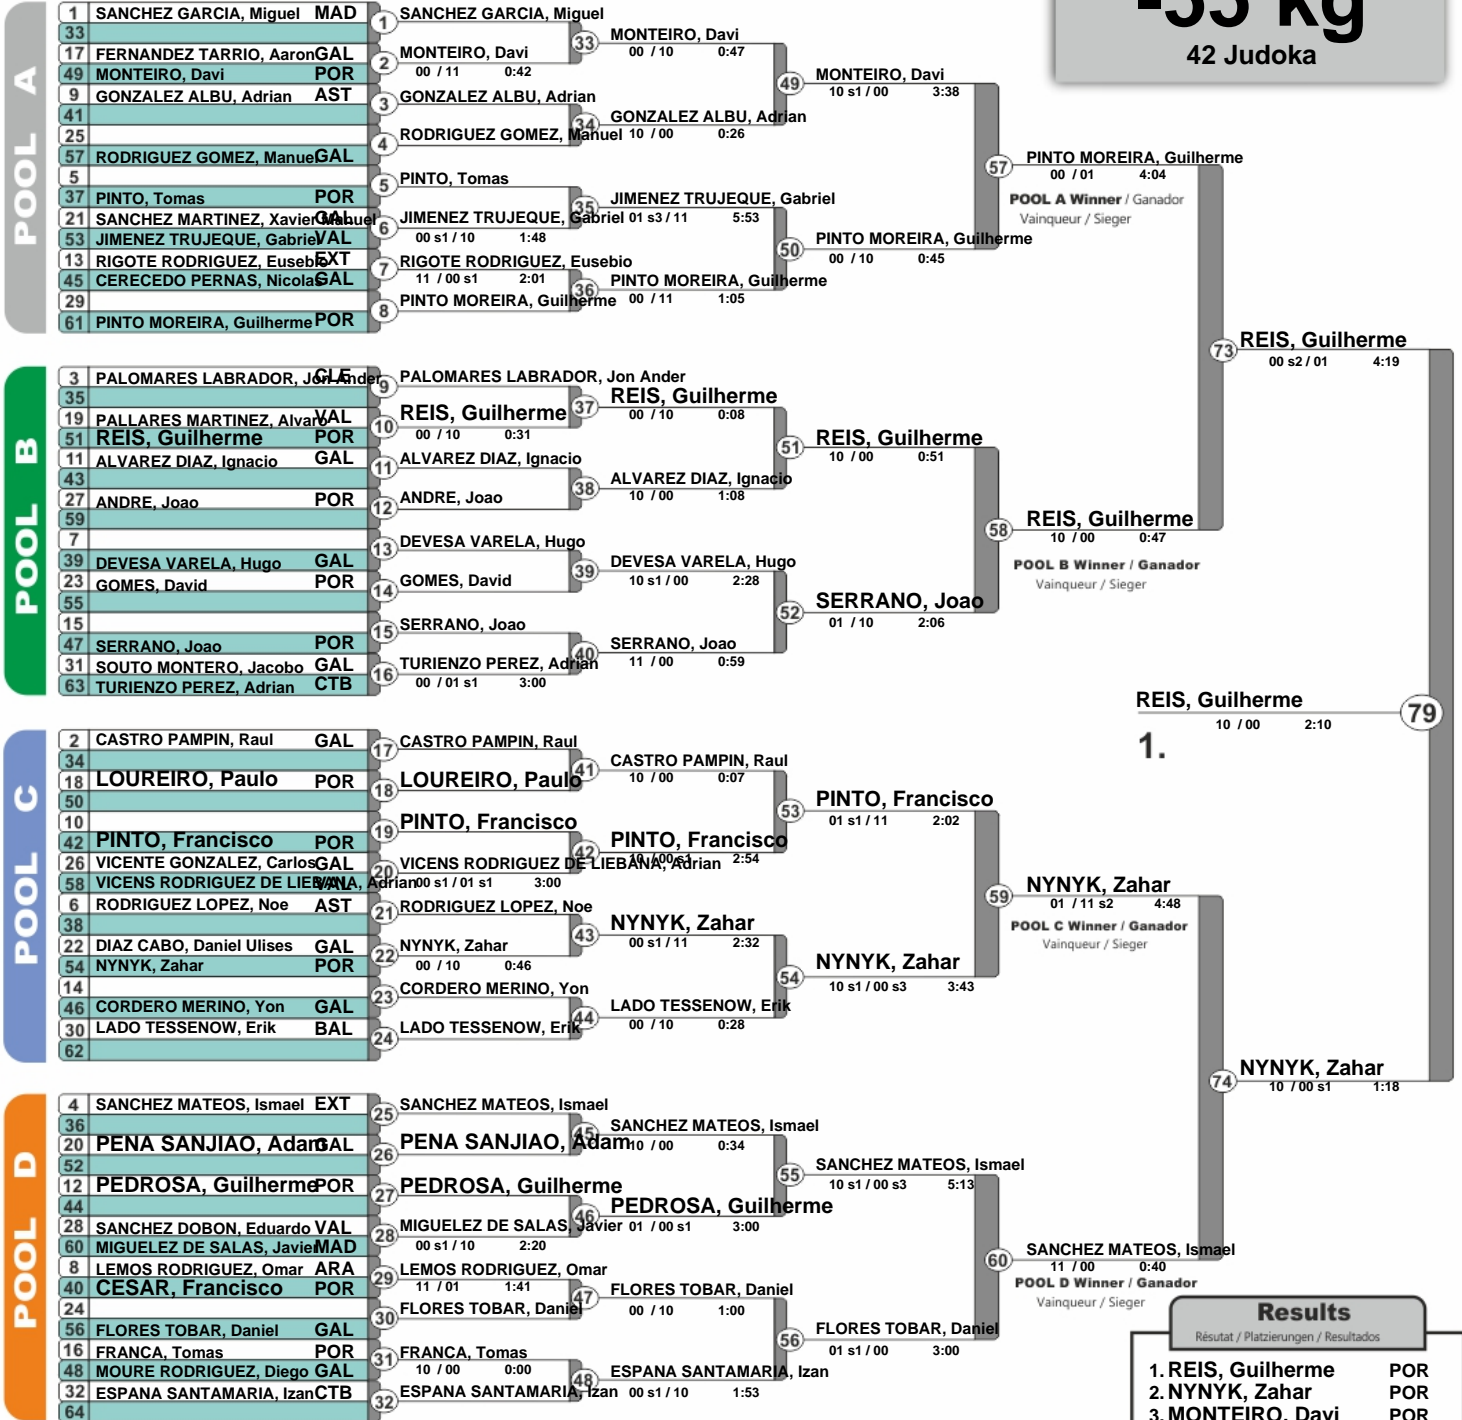 -55 kg
42 Judoka
POOL A
1 SANCHEZ GARCIA, Miguel MAD
33
17 FERNANDEZ TARRIO, Aaron GAL
49 MONTEIRO, Davi POR
9 GONZALEZ ALBU, Adrian AST
41
25
57 RODRIGUEZ GOMEZ, Manuel GAL
5
37 PINTO, Tomas POR
21 SANCHEZ MARTINEZ, Xavier Manuel GAL
53 JIMENEZ TRUJEQUE, Gabriel VAL
13 RIGOTE RODRIGUEZ, Eusebio EXT
45 CERECEDO PERNAS, Nicolas GAL
29
61 PINTO MOREIRA, Guilherme POR
1 SANCHEZ GARCIA, Miguel
2 MONTEIRO, Davi
00 / 11 0:42
3 GONZALEZ ALBU, Adrian
4 RODRIGUEZ GOMEZ, Manuel
5 PINTO, Tomas
6 JIMENEZ TRUJEQUE, Gabriel
00 s1 / 10 1:48
7 RIGOTE RODRIGUEZ, Eusebio
11 / 00 s1 2:01
8 PINTO MOREIRA, Guilherme
33 MONTEIRO, Davi
00 / 10 0:47
34 GONZALEZ ALBU, Adrian
10 / 00 0:26
35 JIMENEZ TRUJEQUE, Gabriel
01 s3 / 11 5:53
36 PINTO MOREIRA, Guilherme
00 / 11 1:05
49 MONTEIRO, Davi
10 s1 / 00 3:38
50 PINTO MOREIRA, Guilherme
00 / 10 0:45
57 PINTO MOREIRA, Guilherme
00 / 01 4:04
POOL A Winner / Ganador
Vainqueur / Sieger
POOL B
3 PALOMARES LABRADOR, Jon Ander CLE
35
19 PALLARES MARTINEZ, Alvaro VAL
51 REIS, Guilherme POR
11 ALVAREZ DIAZ, Ignacio GAL
43
27 ANDRE, Joao POR
59
7
39 DEVESA VARELA, Hugo GAL
23 GOMES, David POR
55
15
47 SERRANO, Joao POR
31 SOUTO MONTERO, Jacobo GAL
63 TURIENZO PEREZ, Adrian CTB
9 PALOMARES LABRADOR, Jon Ander
10 REIS, Guilherme
00 / 10 0:31
11 ALVAREZ DIAZ, Ignacio
12 ANDRE, Joao
13 DEVESA VARELA, Hugo
14 GOMES, David
15 SERRANO, Joao
16 TURIENZO PEREZ, Adrian
00 / 01 s1 3:00
37 REIS, Guilherme
00 / 10 0:08
38 ALVAREZ DIAZ, Ignacio
10 / 00 1:08
39 DEVESA VARELA, Hugo
10 s1 / 00 2:28
40 SERRANO, Joao
11 / 00 0:59
51 REIS, Guilherme
10 / 00 0:51
52 SERRANO, Joao
01 / 10 2:06
58 REIS, Guilherme
10 / 00 0:47
POOL B Winner / Ganador
Vainqueur / Sieger
73 REIS, Guilherme
00 s2 / 01 4:19
REIS, Guilherme 79
10 / 00 2:10
1.
POOL C
2 CASTRO PAMPIN, Raul GAL
34
18 LOUREIRO, Paulo POR
50
10
42 PINTO, Francisco POR
26 VICENTE GONZALEZ, Carlos GAL
58 VICENS RODRIGUEZ DE LIEBANA, Adrian VAL
6 RODRIGUEZ LOPEZ, Noe AST
38
22 DIAZ CABO, Daniel Ulises GAL
54 NYNYK, Zahar POR
14
46 CORDERO MERINO, Yon GAL
30 LADO TESSENOW, Erik BAL
62
17 CASTRO PAMPIN, Raul
18 LOUREIRO, Paulo
19 PINTO, Francisco
20 VICENS RODRIGUEZ DE LIEBANA, Adrian
00 s1 / 01 s1 3:00
21 RODRIGUEZ LOPEZ, Noe
22 NYNYK, Zahar
00 / 10 0:46
23 CORDERO MERINO, Yon
24 LADO TESSENOW, Erik
41 CASTRO PAMPIN, Raul
10 / 00 0:07
42 PINTO, Francisco
10 / 00 s1 2:54
43 NYNYK, Zahar
00 s1 / 11 2:32
44 LADO TESSENOW, Erik
00 / 10 0:28
53 PINTO, Francisco
01 s1 / 11 2:02
54 NYNYK, Zahar
10 s1 / 00 s3 3:43
59 NYNYK, Zahar
01 / 11 s2 4:48
POOL C Winner / Ganador
Vainqueur / Sieger
74 NYNYK, Zahar
10 / 00 s1 1:18
POOL D
4 SANCHEZ MATEOS, Ismael EXT
36
20 PENA SANJIAO, Adam GAL
52
12 PEDROSA, Guilherme POR
44
28 SANCHEZ DOBON, Eduardo VAL
60 MIGUELEZ DE SALAS, Javier MAD
8 LEMOS RODRIGUEZ, Omar ARA
40 CESAR, Francisco POR
24
56 FLORES TOBAR, Daniel GAL
16 FRANCA, Tomas POR
48 MOURE RODRIGUEZ, Diego GAL
32 ESPANA SANTAMARIA, Izan CTB
64
25 SANCHEZ MATEOS, Ismael
26 PENA SANJIAO, Adam
27 PEDROSA, Guilherme
28 MIGUELEZ DE SALAS, Javier
00 s1 / 10 2:20
29 LEMOS RODRIGUEZ, Omar
11 / 01 1:41
30 FLORES TOBAR, Daniel
31 FRANCA, Tomas
10 / 00 0:00
32 ESPANA SANTAMARIA, Izan
45 SANCHEZ MATEOS, Ismael
10 / 00 0:34
46 PEDROSA, Guilherme
01 / 00 s1 3:00
47 FLORES TOBAR, Daniel
00 / 10 1:00
48 ESPANA SANTAMARIA, Izan
00 s1 / 10 1:53
55 SANCHEZ MATEOS, Ismael
10 s1 / 00 s3 5:13
56 FLORES TOBAR, Daniel
01 s1 / 00 3:00
60 SANCHEZ MATEOS, Ismael
11 / 00 0:40
POOL D Winner / Ganador
Vainqueur / Sieger
Results
Résutat / Platzierungen / Resultados
1. REIS, Guilherme POR
2. NYNYK, Zahar POR
3. MONTEIRO, Davi POR